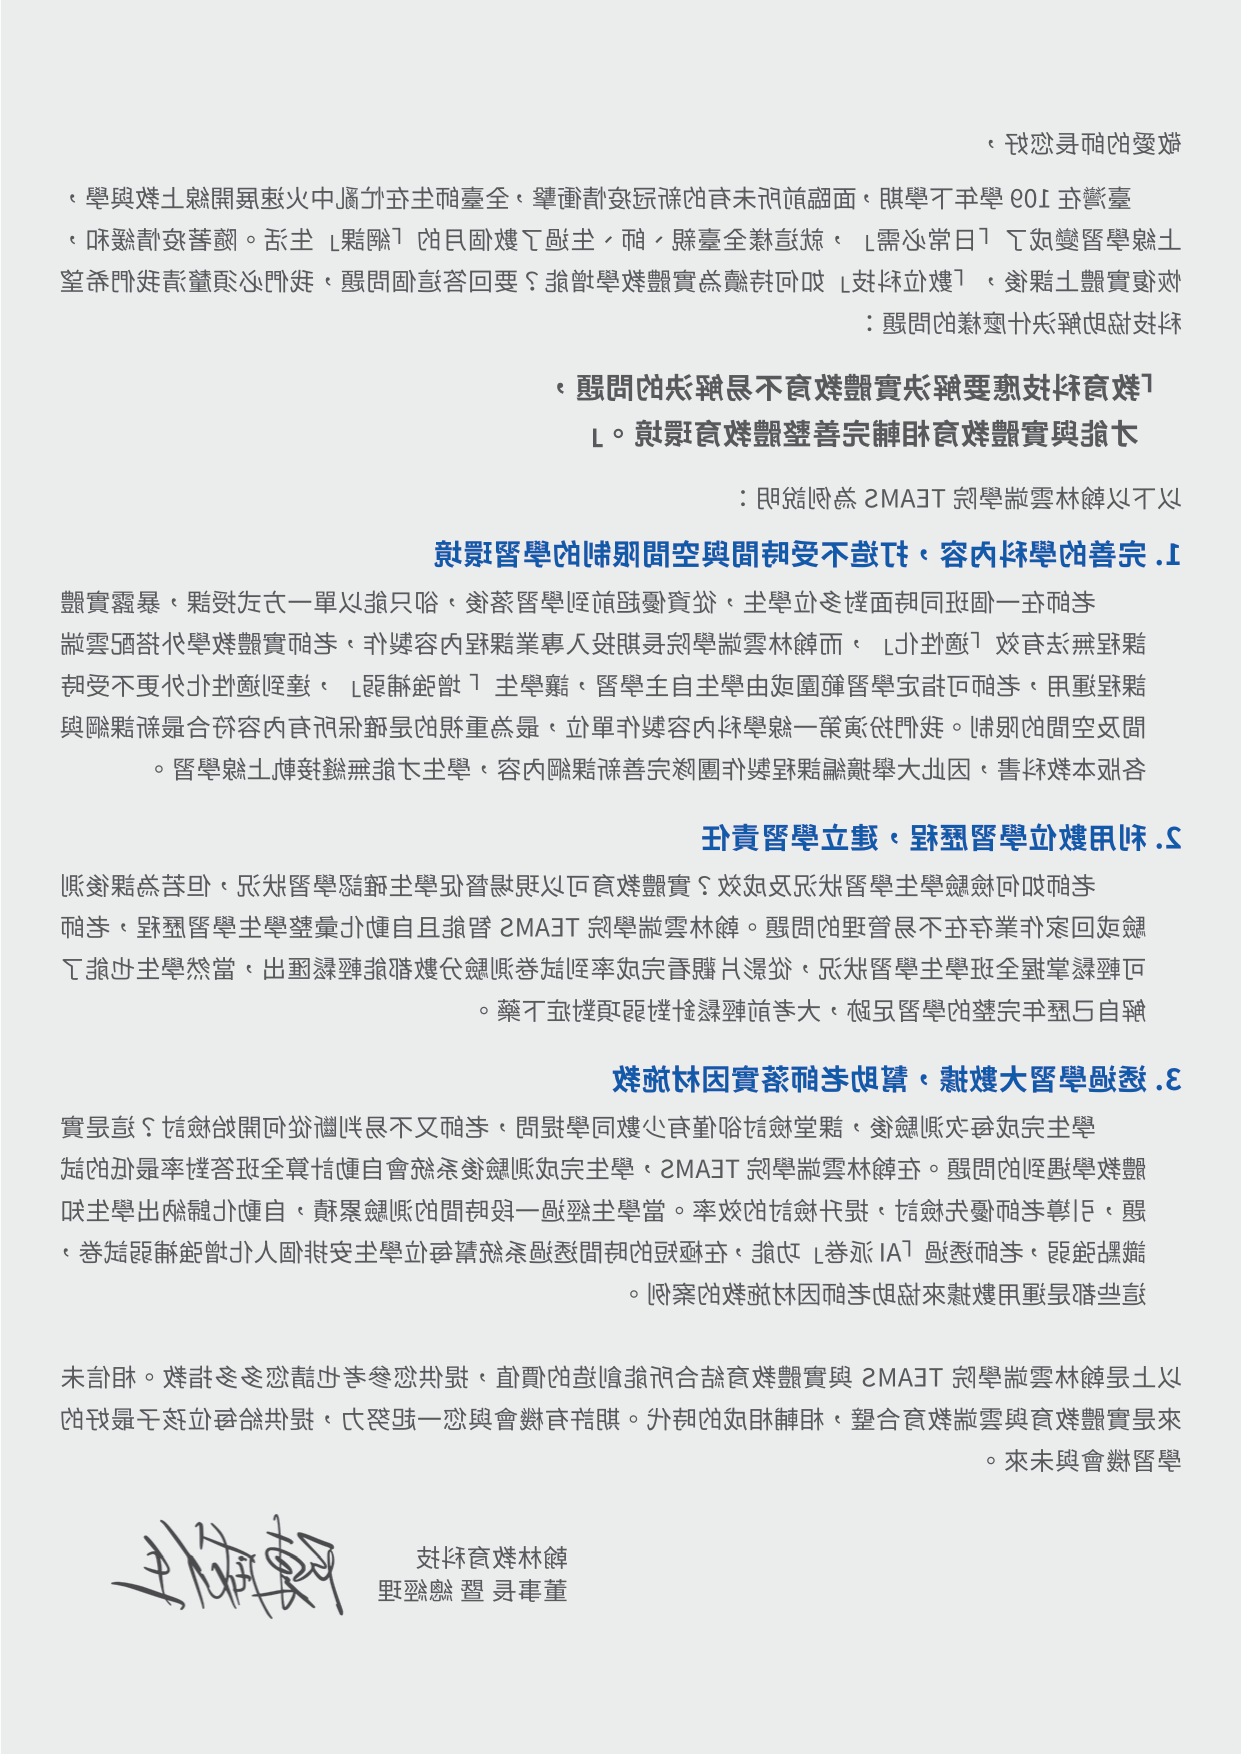 敬愛的師長您好，
臺灣在 109 學年下學期，面臨前所未有的新冠疫情衝擊，全臺師生在忙亂中火速展開線上教與學，
上線學習變成了「日常必需」，就這樣全臺親、師、生過了數個月的「網課」生活。隨著疫情緩和，
恢復實體上課後，「數位科技」如何持續為實體教學增能？要回答這個問題，我們必須釐清我們希望
科技協助解決什麼樣的問題：
「教育科技應要解決實體教育不易解決的問題，
才能與實體教育相輔完善整體教育環境。」
以下以翰林雲端學院 TEAMS 為例說明：
1. 完善的學科內容，打造不受時間與空間限制的學習環境
老師在一個班同時面對多位學生，從資優超前到學習落後，卻只能以單一方式授課，暴露實體
課程無法有效「適性化」，而翰林雲端學院長期投入專業課程內容製作，老師實體教學外搭配雲端
課程運用，老師可指定學習範圍或由學生自主學習，讓學生「增強補弱」，達到適性化外更不受時
間及空間的限制。我們扮演第一線學科內容製作單位，最為重視的是確保所有內容符合最新課綱與
各版本教科書，因此大舉擴編課程製作團隊完善新課綱內容，學生才能無縫接軌上線學習。
2. 利用數位學習歷程，建立學習責任
老師如何檢驗學生學習狀況及成效？實體教育可以現場督促學生確認學習狀況，但若為課後測
驗或回家作業存在不易管理的問題。翰林雲端學院 TEAMS 智能且自動化彙整學生學習歷程，老師
可輕鬆掌握全班學生學習狀況，從影片觀看完成率到試卷測驗分數都能輕鬆匯出，當然學生也能了
解自己歷年完整的學習足跡，大考前輕鬆針對弱項對症下藥。
3. 透過學習大數據，幫助老師落實因材施教
學生完成每次測驗後，課堂檢討卻僅有少數同學提問，老師又不易判斷從何開始檢討？這是實
體教學遇到的問題。在翰林雲端學院 TEAMS，學生完成測驗後系統會自動計算全班答對率最低的試
題，引導老師優先檢討，提升檢討的效率。當學生經過一段時間的測驗累積，自動化歸納出學生知
識點強弱，老師透過「AI 派卷」功能，在極短的時間透過系統幫每位學生安排個人化增強補弱試卷，
這些都是運用數據來協助老師因材施教的案例。
以上是翰林雲端學院 TEAMS 與實體教育結合所能創造的價值，提供您參考也請您多多指教。相信未
來是實體教育與雲端教育合璧，相輔相成的時代。期許有機會與您一起努力，提供給每位孩子最好的
學習機會與未來。
翰林教育科技
董事長 暨 總經理